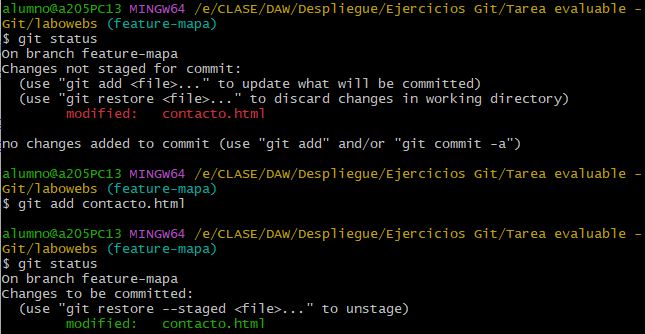 alumno@a205PC13 MINGW64 /e/CLASE/DAW/Despliegue/Ejercicios Git/Tarea evaluable -
Git/labowebs (feature-mapa)
$ git status
On branch feature-mapa
Changes not staged for commit:
  (use "git add <file>..." to update what will be committed)
  (use "git restore <file>..." to discard changes in working directory)
        modified:   contacto.html

no changes added to commit (use "git add" and/or "git commit -a")

alumno@a205PC13 MINGW64 /e/CLASE/DAW/Despliegue/Ejercicios Git/Tarea evaluable -
Git/labowebs (feature-mapa)
$ git add contacto.html

alumno@a205PC13 MINGW64 /e/CLASE/DAW/Despliegue/Ejercicios Git/Tarea evaluable -
Git/labowebs (feature-mapa)
$ git status
On branch feature-mapa
Changes to be committed:
  (use "git restore --staged <file>..." to unstage)
        modified:   contacto.html